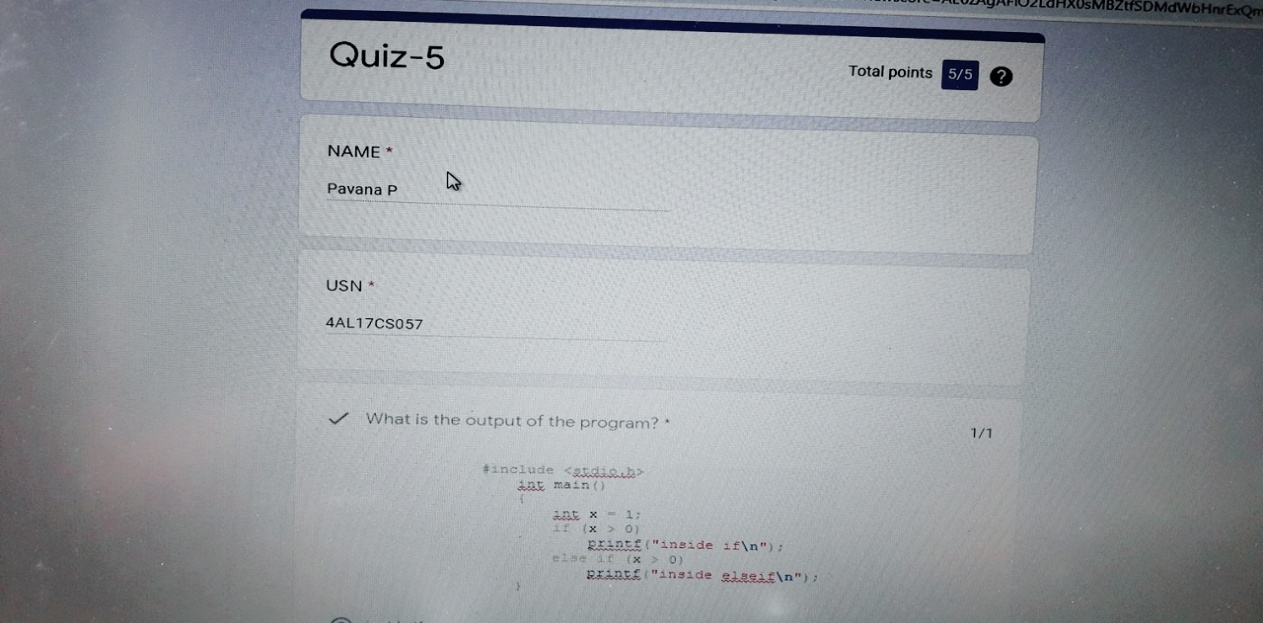 Quiz-5
Total points 5/5 ?
NAME *
Pavana P
USN *
4AL17CS057
What is the output of the program? *
1/1
#include <stdio.h>
int main()
{
int x = 1;
if (x > 0)
printf("inside if\n");
else if (x > 0)
printf("inside elseif\n");
}